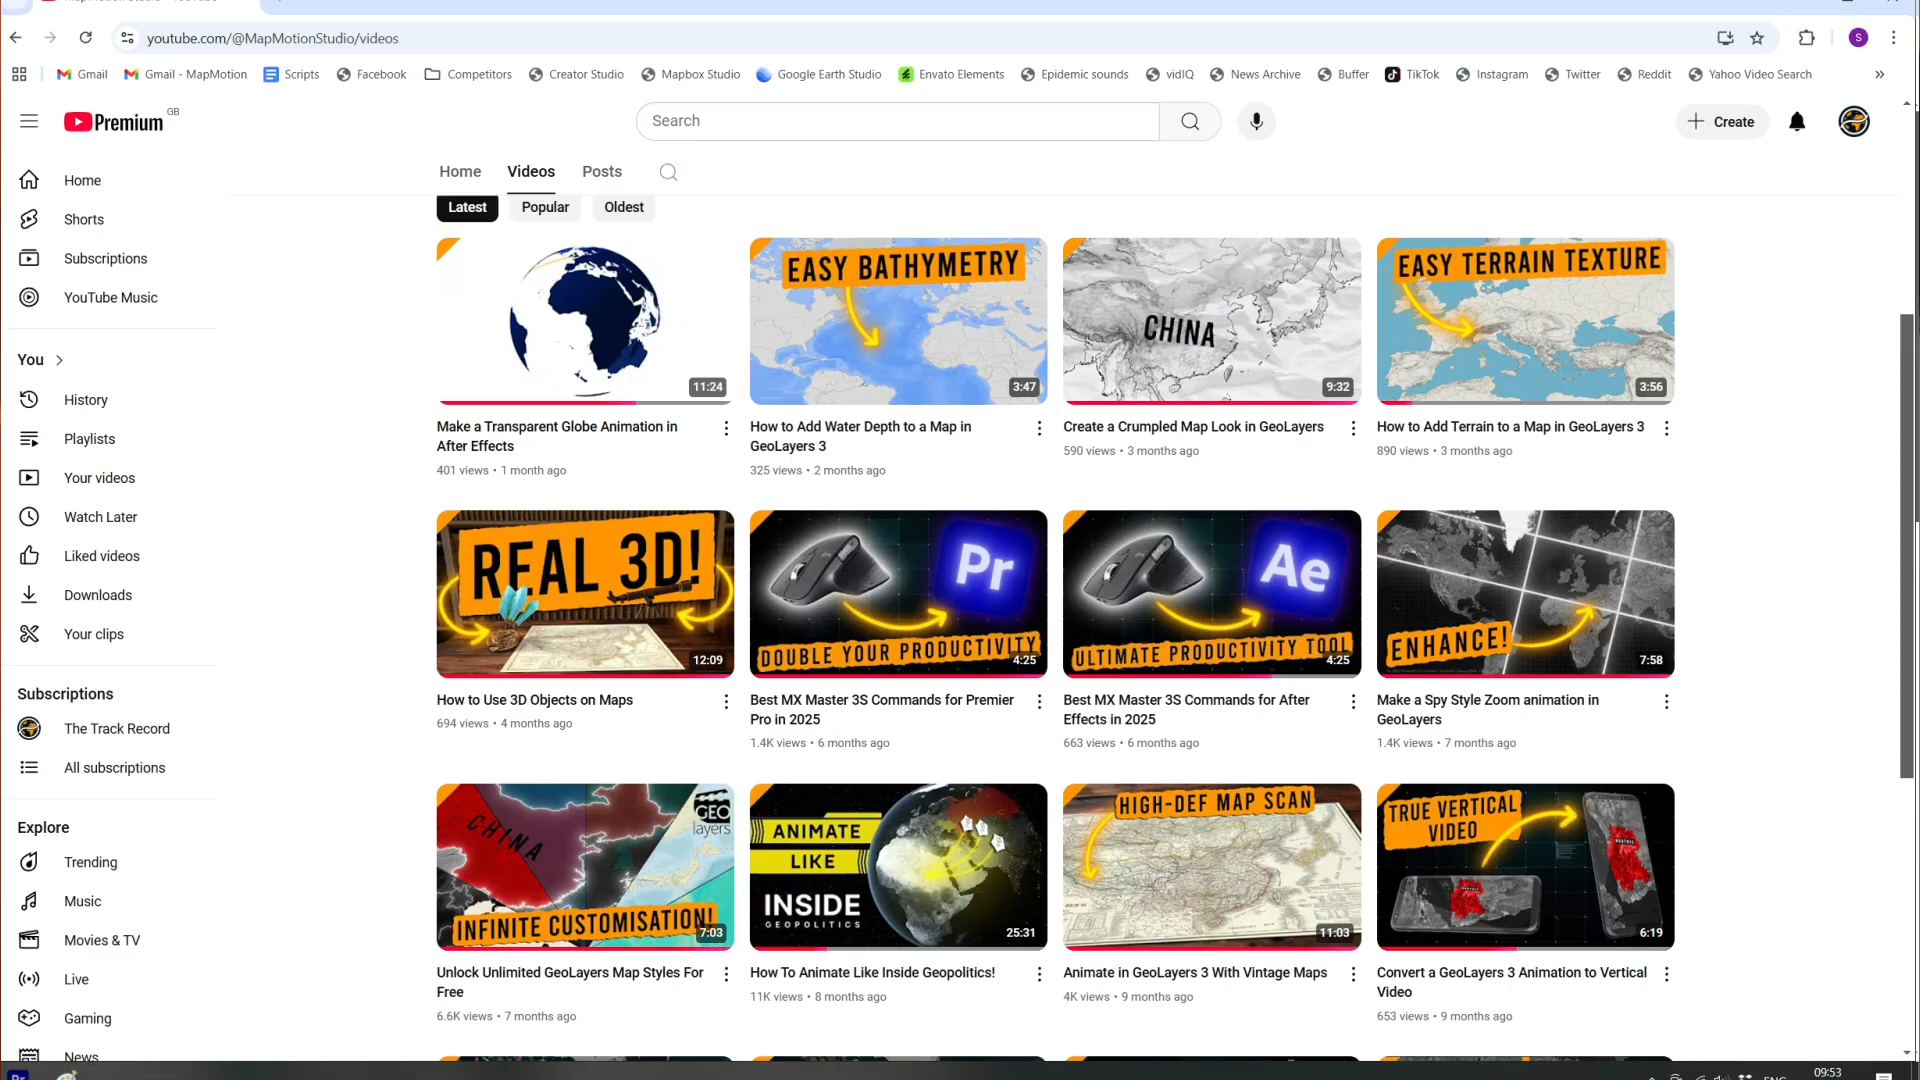 youtube.com/@MapMotionStudio/videos
Gmail
Gmail - MapMotion
Scripts
Facebook
Competitors
Creator Studio
Mapbox Studio
Google Earth Studio
Envato Elements
Epidemic sounds
vidIQ
News Archive
Buffer
TikTok
Instagram
Twitter
Reddit
Yahoo Video Search
»
Premium
GB
Search
Create
S
Home
Videos
Posts
Latest
Popular
Oldest
Home
Shorts
Subscriptions
YouTube Music
You
History
Playlists
Your videos
Watch Later
Liked videos
Downloads
Your clips
Subscriptions
The Track Record
All subscriptions
Explore
Trending
Music
Movies & TV
Live
Gaming
News
11:24
Make a Transparent Globe Animation in
After Effects
401 views • 1 month ago
EASY BATHYMETRY
3:47
How to Add Water Depth to a Map in
GeoLayers 3
325 views • 2 months ago
CHINA
9:32
Create a Crumpled Map Look in GeoLayers
590 views • 3 months ago
EASY TERRAIN TEXTURE
3:56
How to Add Terrain to a Map in GeoLayers 3
890 views • 3 months ago
REAL 3D!
12:09
How to Use 3D Objects on Maps
694 views • 4 months ago
Pr
DOUBLE YOUR PRODUCTIVITY
4:25
Best MX Master 3S Commands for Premier
Pro in 2025
1.4K views • 6 months ago
Ae
ULTIMATE PRODUCTIVITY TOOL
4:25
Best MX Master 3S Commands for After
Effects in 2025
663 views • 6 months ago
ENHANCE!
7:58
Make a Spy Style Zoom animation in
GeoLayers
1.4K views • 7 months ago
CHINA
GEO
layers
INFINITE CUSTOMISATION!
7:03
Unlock Unlimited GeoLayers Map Styles For
Free
6.6K views • 7 months ago
ANIMATE
LIKE
INSIDE
GEOPOLITICS
25:31
How To Animate Like Inside Geopolitics!
11K views • 8 months ago
HIGH-DEF MAP SCAN
11:03
Animate in GeoLayers 3 With Vintage Maps
4K views • 9 months ago
TRUE VERTICAL
VIDEO
6:19
Convert a GeoLayers 3 Animation to Vertical
Video
653 views • 9 months ago
09:53